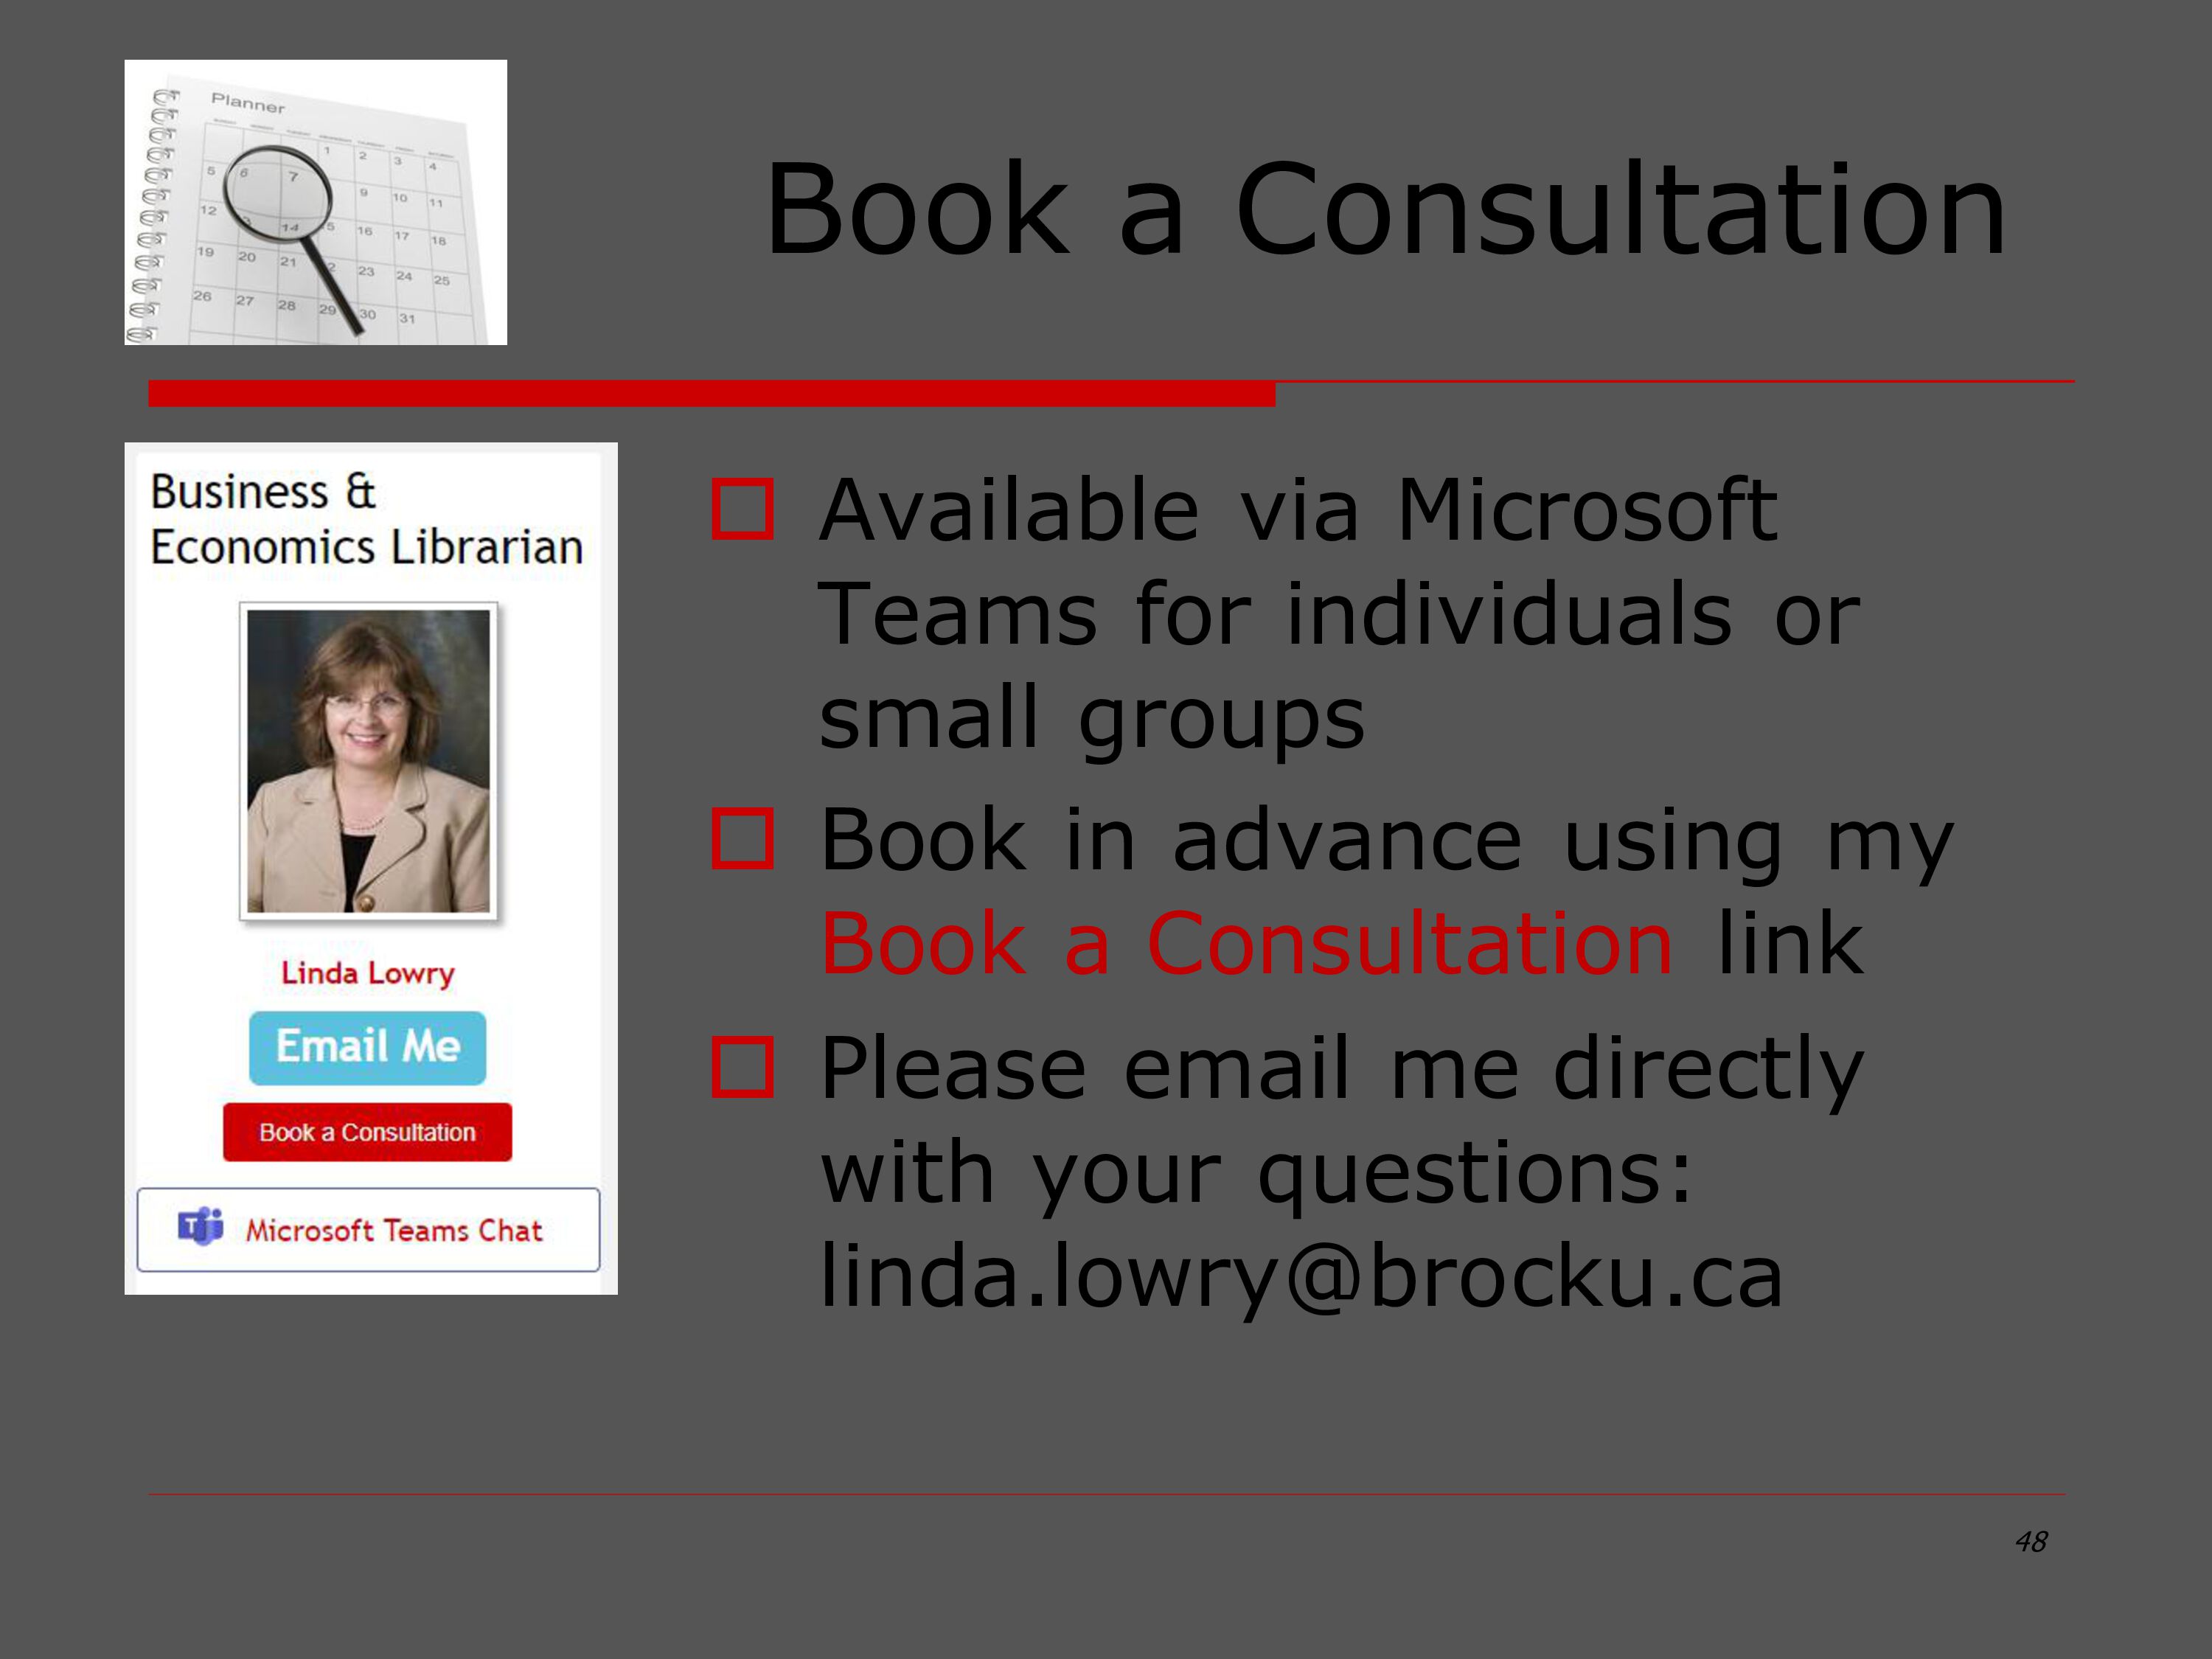 Planner
1 2 3 4
5 6 7 9 10 11
12 14 16 17 18
19 20 21 23 24 25
26 27 28 29 30 31
Book a Consultation
Business &
Economics Librarian
Linda Lowry
Email Me
Book a Consultation
Microsoft Teams Chat
Available via Microsoft
Teams for individuals or
small groups
Book in advance using my
Book a Consultation link
Please email me directly
with your questions:
linda.lowry@brocku.ca
48